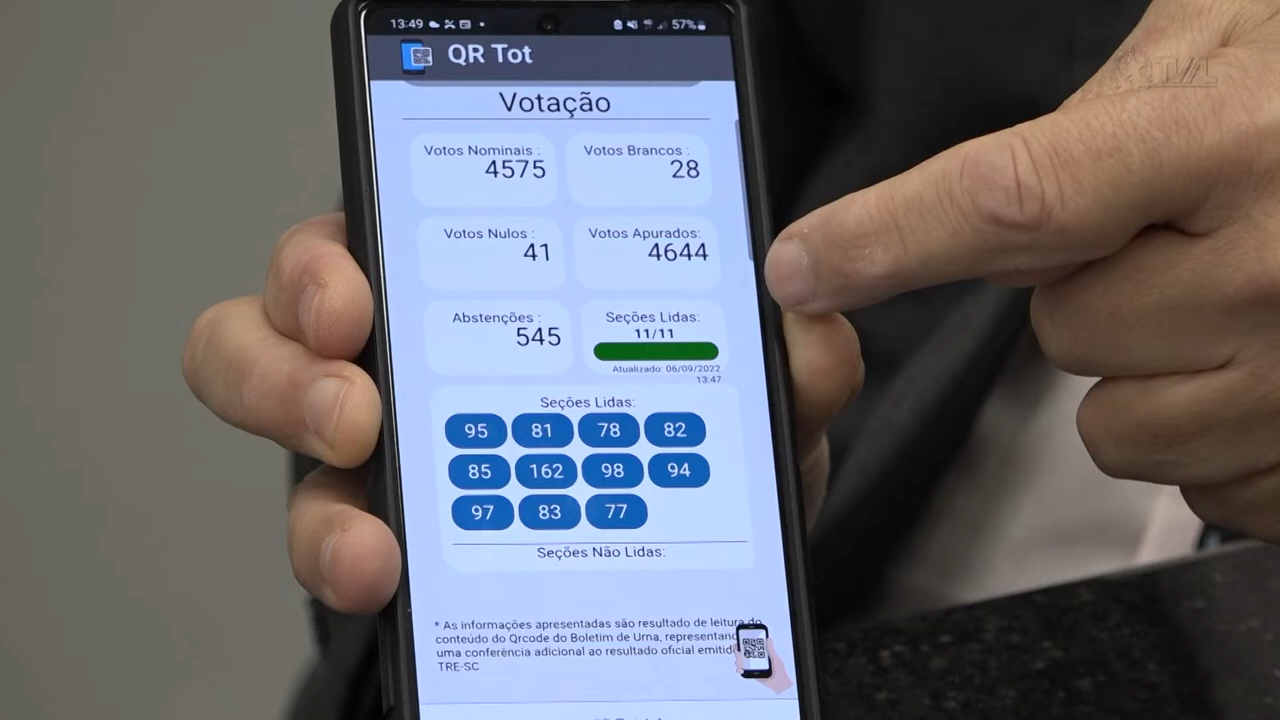 13:49
4G
57%
QR Tot
Votação
Votos Nominais :
4575
Votos Brancos :
28
Votos Nulos :
41
Votos Apurados:
4644
Abstenções :
545
Seções Lidas:
11/11
Atualizado: 06/09/2022
13:47
Seções Lidas:
95 81 78 82
85 162 98 94
97 83 77
Seções Não Lidas:
* As informações apresentadas são resultado de leitura do
conteúdo do Qrcode do Boletim de Urna, representan
uma conferência adicional ao resultado oficial emitid
TRE-SC
TVAL